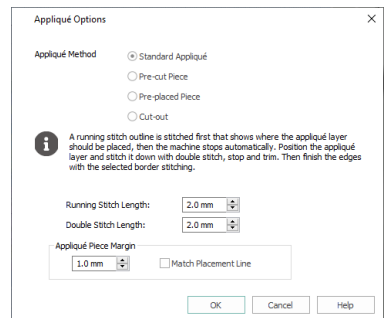 Appliqué Options
Appliqué Method
Standard Appliqué
Pre-cut Piece
Pre-placed Piece
Cut-out
A running stitch outline is stitched first that shows where the appliqué layer
should be placed, then the machine stops automatically. Position the appliqué
layer and stitch it down with double stitch, stop and trim. Then finish the edges
with the selected border stitching.
Running Stitch Length: 2.0 mm
Double Stitch Length: 2.0 mm
Appliqué Piece Margin
1.0 mm Match Placement Line
OK Cancel Help